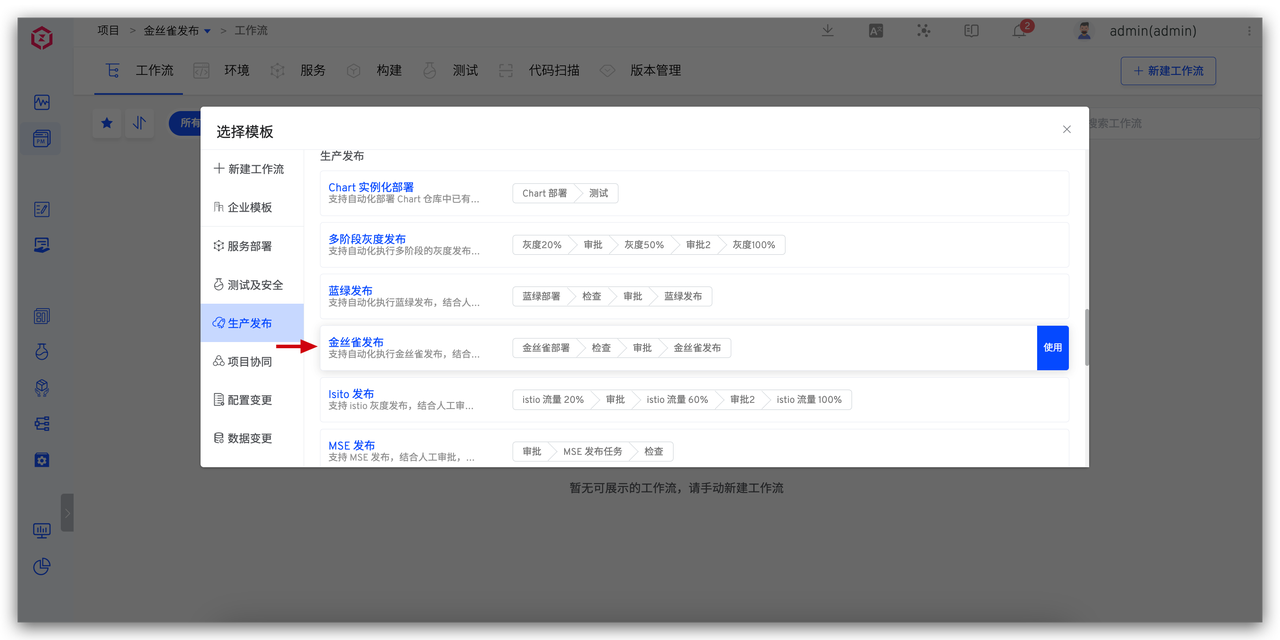 项目 > 金丝雀发布 > 工作流
2
admin(admin)
工作流 环境 服务 构建 测试 代码扫描 版本管理
+ 新建工作流
所有
搜索工作流
选择模板
新建工作流
企业模板
服务部署
测试及安全
生产发布
项目协同
配置变更
数据变更
生产发布
Chart 实例化部署
支持自动化部署 Chart 仓库中已有...
Chart 部署 测试
多阶段灰度发布
支持自动化执行多阶段的灰度发布...
灰度20% 审批 灰度50% 审批2 灰度100%
蓝绿发布
支持自动化执行蓝绿发布，结合人...
蓝绿部署 检查 审批 蓝绿发布
金丝雀发布
支持自动化执行金丝雀发布，结合...
金丝雀部署 检查 审批 金丝雀发布
使用
Isito 发布
支持 istio 灰度发布，结合人工审...
istio 流量 20% 审批 istio 流量 60% 审批2 istio 流量 100%
MSE 发布
支持 MSE 发布，结合人工审批，...
审批 MSE 发布任务 检查
暂无可展示的工作流，请手动新建工作流